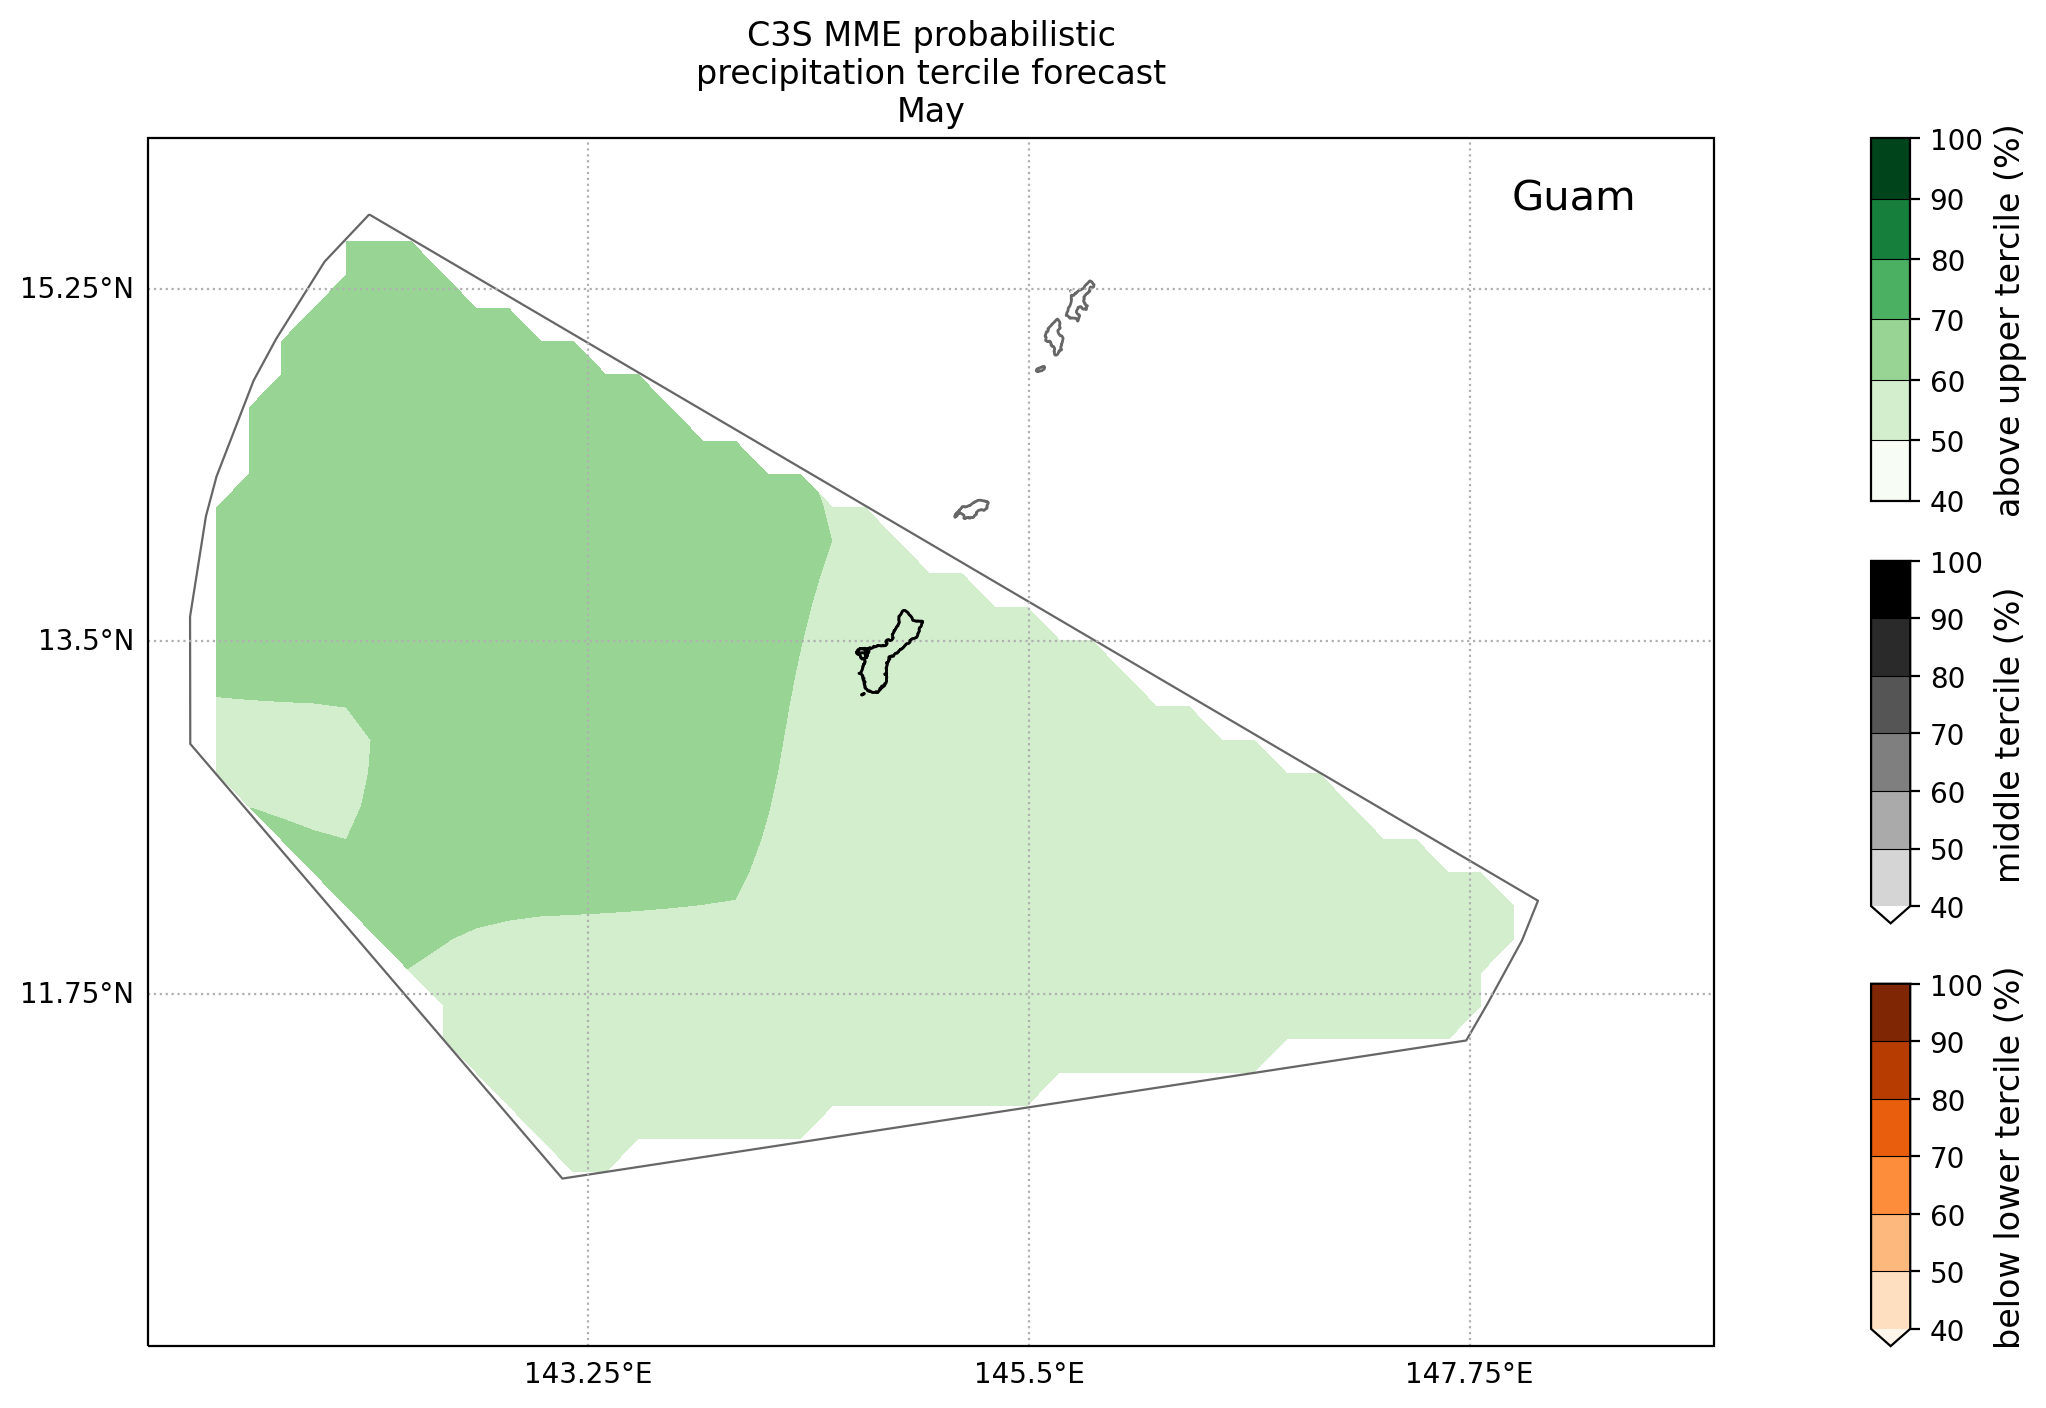 C3S MME probabilistic
precipitation tercile forecast
May
Guam
15.25°N
13.5°N
11.75°N
143.25°E
145.5°E
147.75°E
100
90
80
70
60
50
40
above upper tercile (%)
100
90
80
70
60
50
40
middle tercile (%)
100
90
80
70
60
50
40
below lower tercile (%)